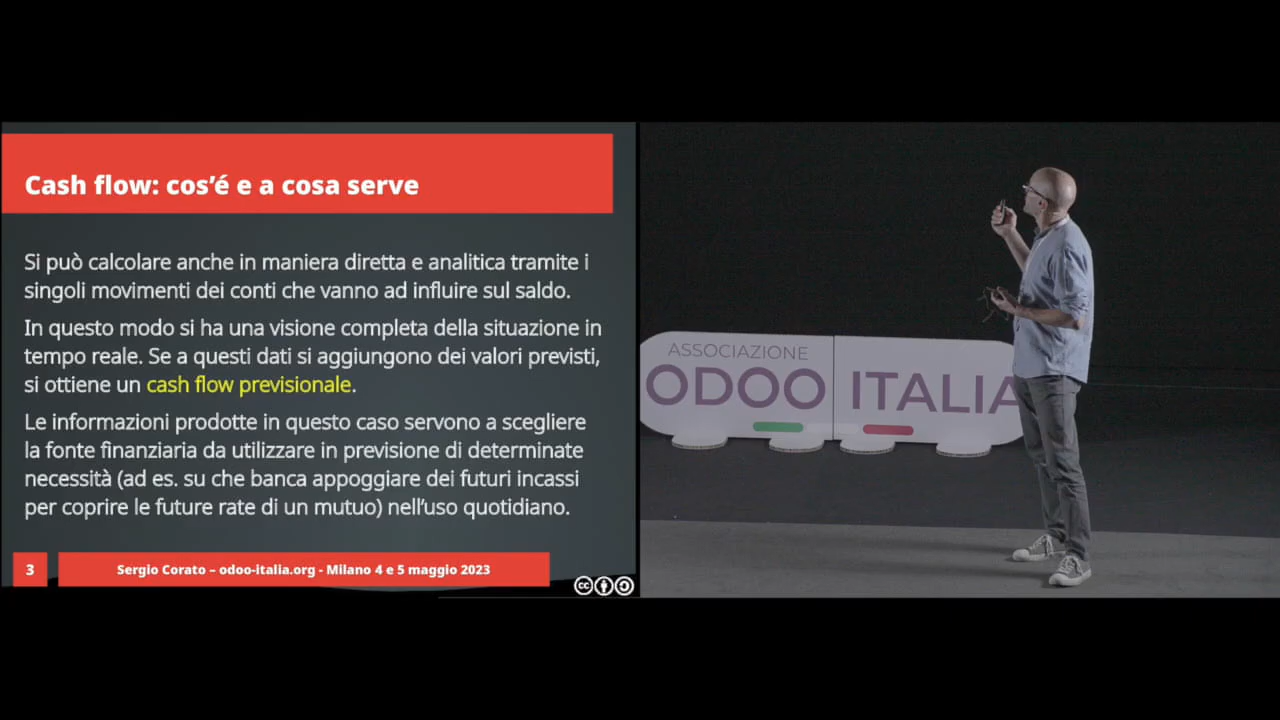 Cash flow: cos'é e a cosa serve
Si può calcolare anche in maniera diretta e analitica tramite i
singoli movimenti dei conti che vanno ad influire sul saldo.
In questo modo si ha una visione completa della situazione in
tempo reale. Se a questi dati si aggiungono dei valori previsti,
si ottiene un cash flow previsionale.
Le informazioni prodotte in questo caso servono a scegliere
la fonte finanziaria da utilizzare in previsione di determinate
necessità (ad es. su che banca appoggiare dei futuri incassi
per coprire le future rate di un mutuo) nell'uso quotidiano.
3
Sergio Corato – odoo-italia.org - Milano 4 e 5 maggio 2023
cc
ASSOCIAZIONE
ODOO ITALIA